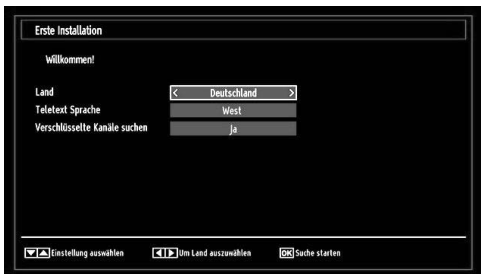 Erste Installation
Willkommen!
Land < Deutschland >
Teletext Sprache West
Verschlüsselte Kanäle suchen Ja
Einstellung auswählen Um Land auszuwählen OK Suche starten